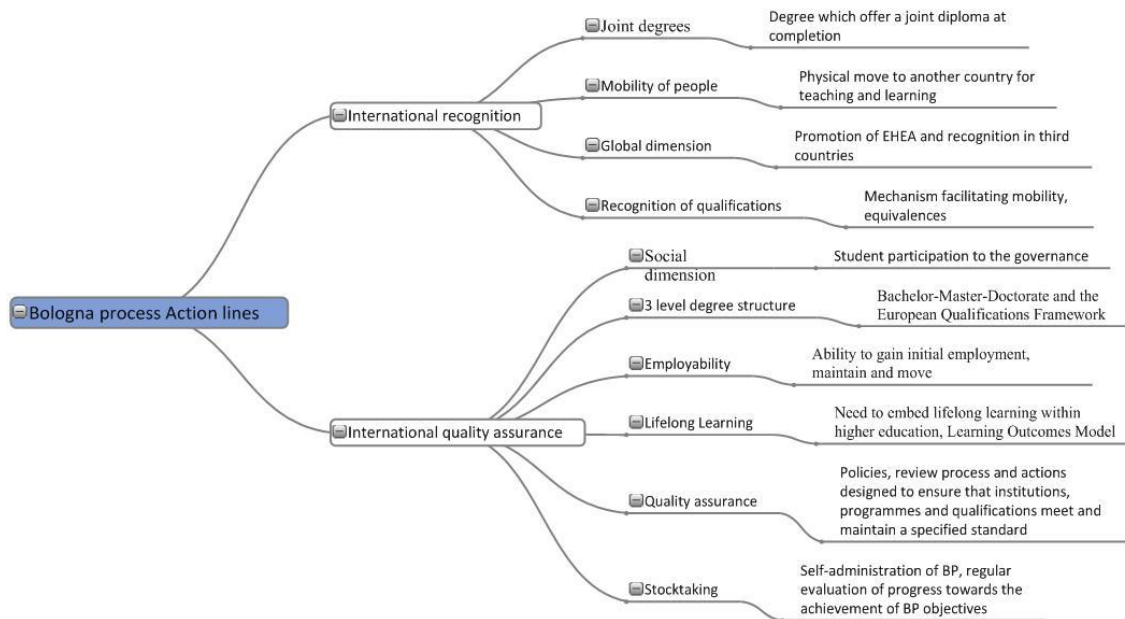 Bologna process Action lines
International recognition
Joint degrees
Degree which offer a joint diploma at
completion
Mobility of people
Physical move to another country for
teaching and learning
Global dimension
Promotion of EHEA and recognition in third
countries
Recognition of qualifications
Mechanism facilitating mobility,
equivalences
International quality assurance
Social
dimension
Student participation to the governance
3 level degree structure
Bachelor-Master-Doctorate and the
European Qualifications Framework
Employability
Ability to gain initial employment,
maintain and move
Lifelong Learning
Need to embed lifelong learning within
higher education, Learning Outcomes Model
Quality assurance
Policies, review process and actions
designed to ensure that institutions,
programmes and qualifications meet and
maintain a specified standard
Stocktaking
Self-administration of BP, regular
evaluation of progress towards the
achievement of BP objectives